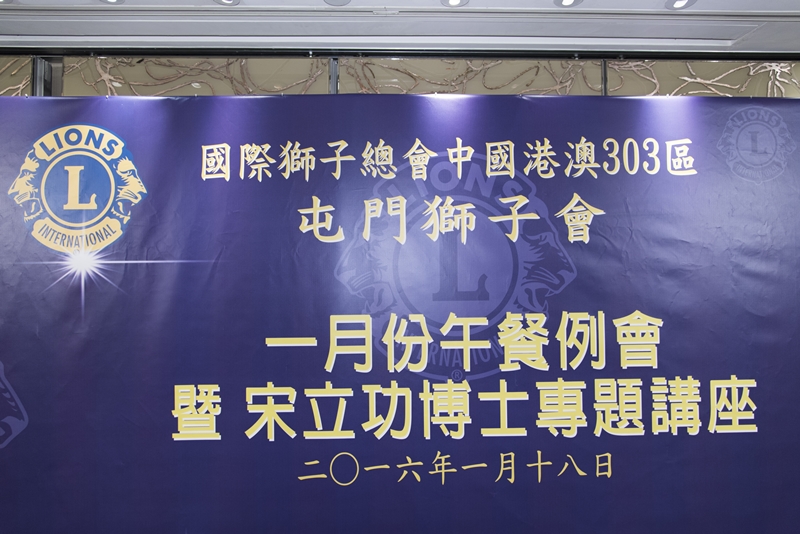 LIONS
L
INTERNATIONAL
國際獅子總會中國港澳303區
屯門獅子會
一月份午餐例會
暨 宋立功博士專題講座
二〇一六年一月十八日